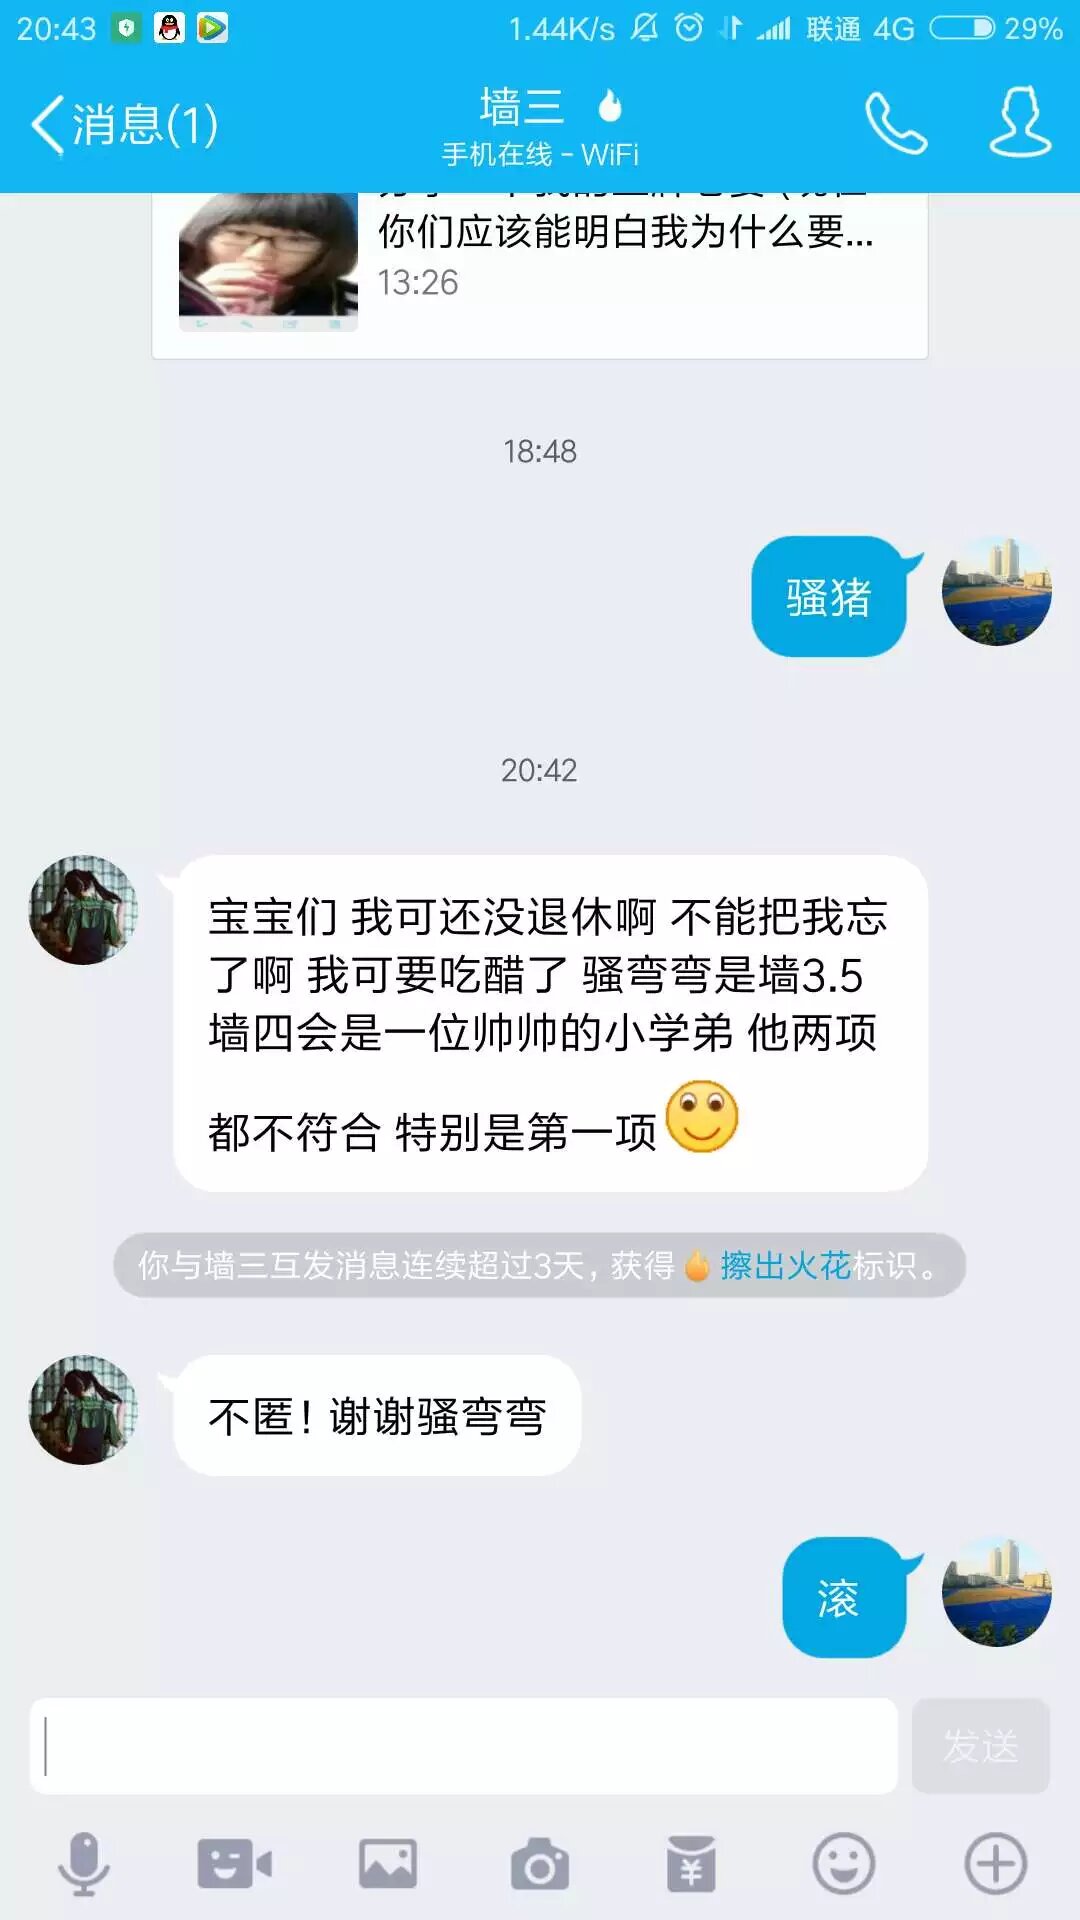 20:43 1.44K/s 联通 4G 29%
消息(1)
墙三
手机在线 - WiFi
你们应该能明白我为什么要...
13:26
18:48
骚猪
20:42
宝宝们 我可还没退休啊 不能把我忘
了啊 我可要吃醋了 骚弯弯是墙3.5
墙四会是一位帅帅的小学弟 他两项
都不符合 特别是第一项
你与墙三互发消息连续超过3天，获得 擦出火花标识。
不匿！谢谢骚弯弯
滚
发送